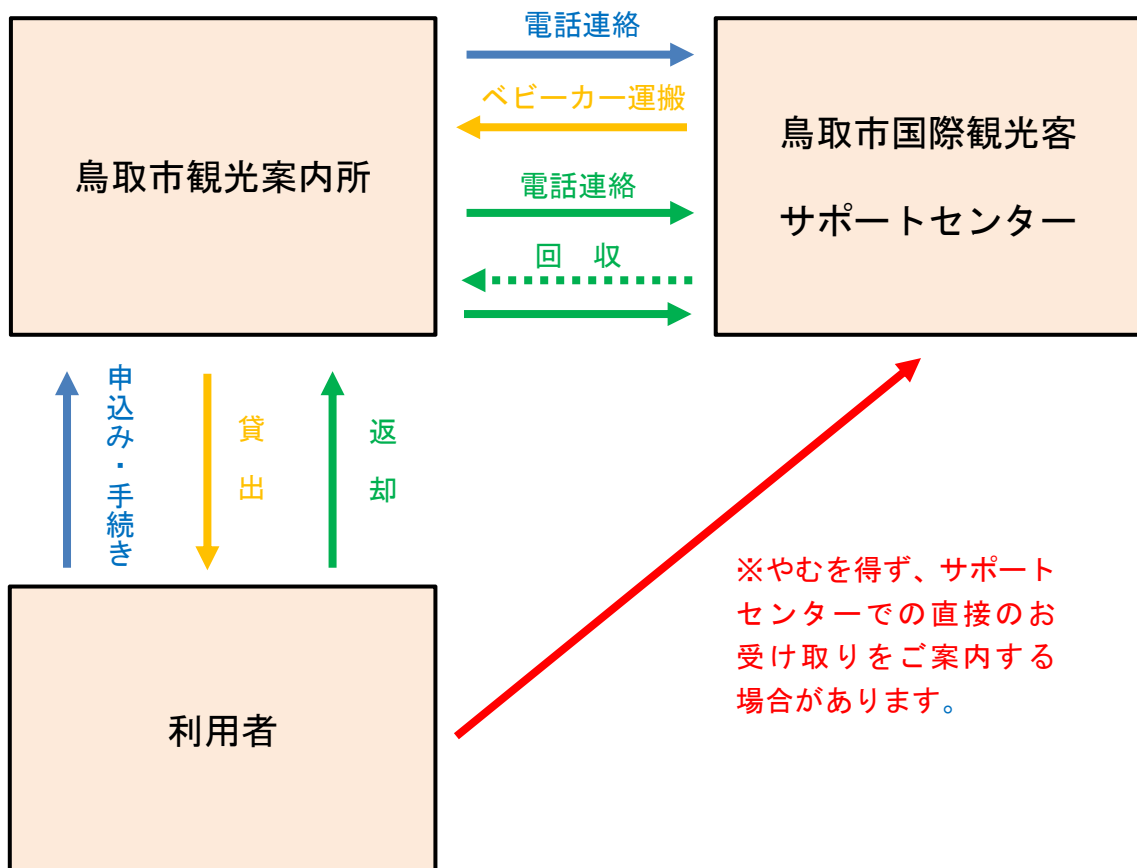 電話連絡
ベビーカー運搬
鳥取市観光案内所
鳥取市国際観光客
サポートセンター
電話連絡
回　収
申込み・手続き
貸
出
返
却
※やむを得ず、サポート
センターでの直接のお
受け取りをご案内する
場合があります。
利用者